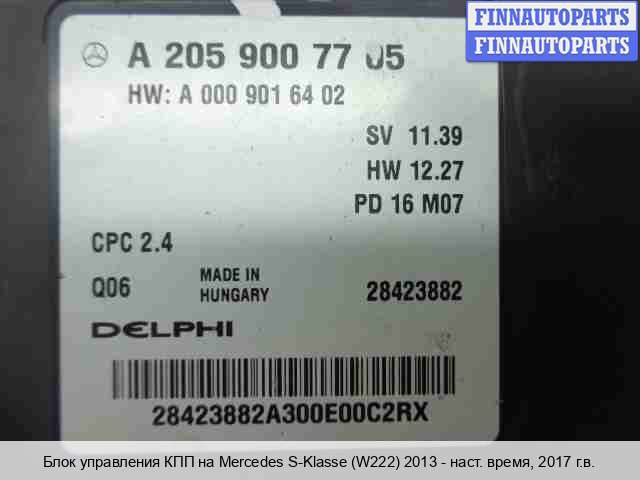 FINNAUTOPARTS
FINNAUTOPARTS
A 205 900 77 05
HW: A 000 901 64 02
SV 11.39
HW 12.27
PD 16 M07
CPC 2.4
Q06 MADE IN HUNGARY 28423882
DELPHI
28423882A300E00C2RX
Блок управления КПП на Mercedes S-Klasse (W222) 2013 - наст. время, 2017 г.в.